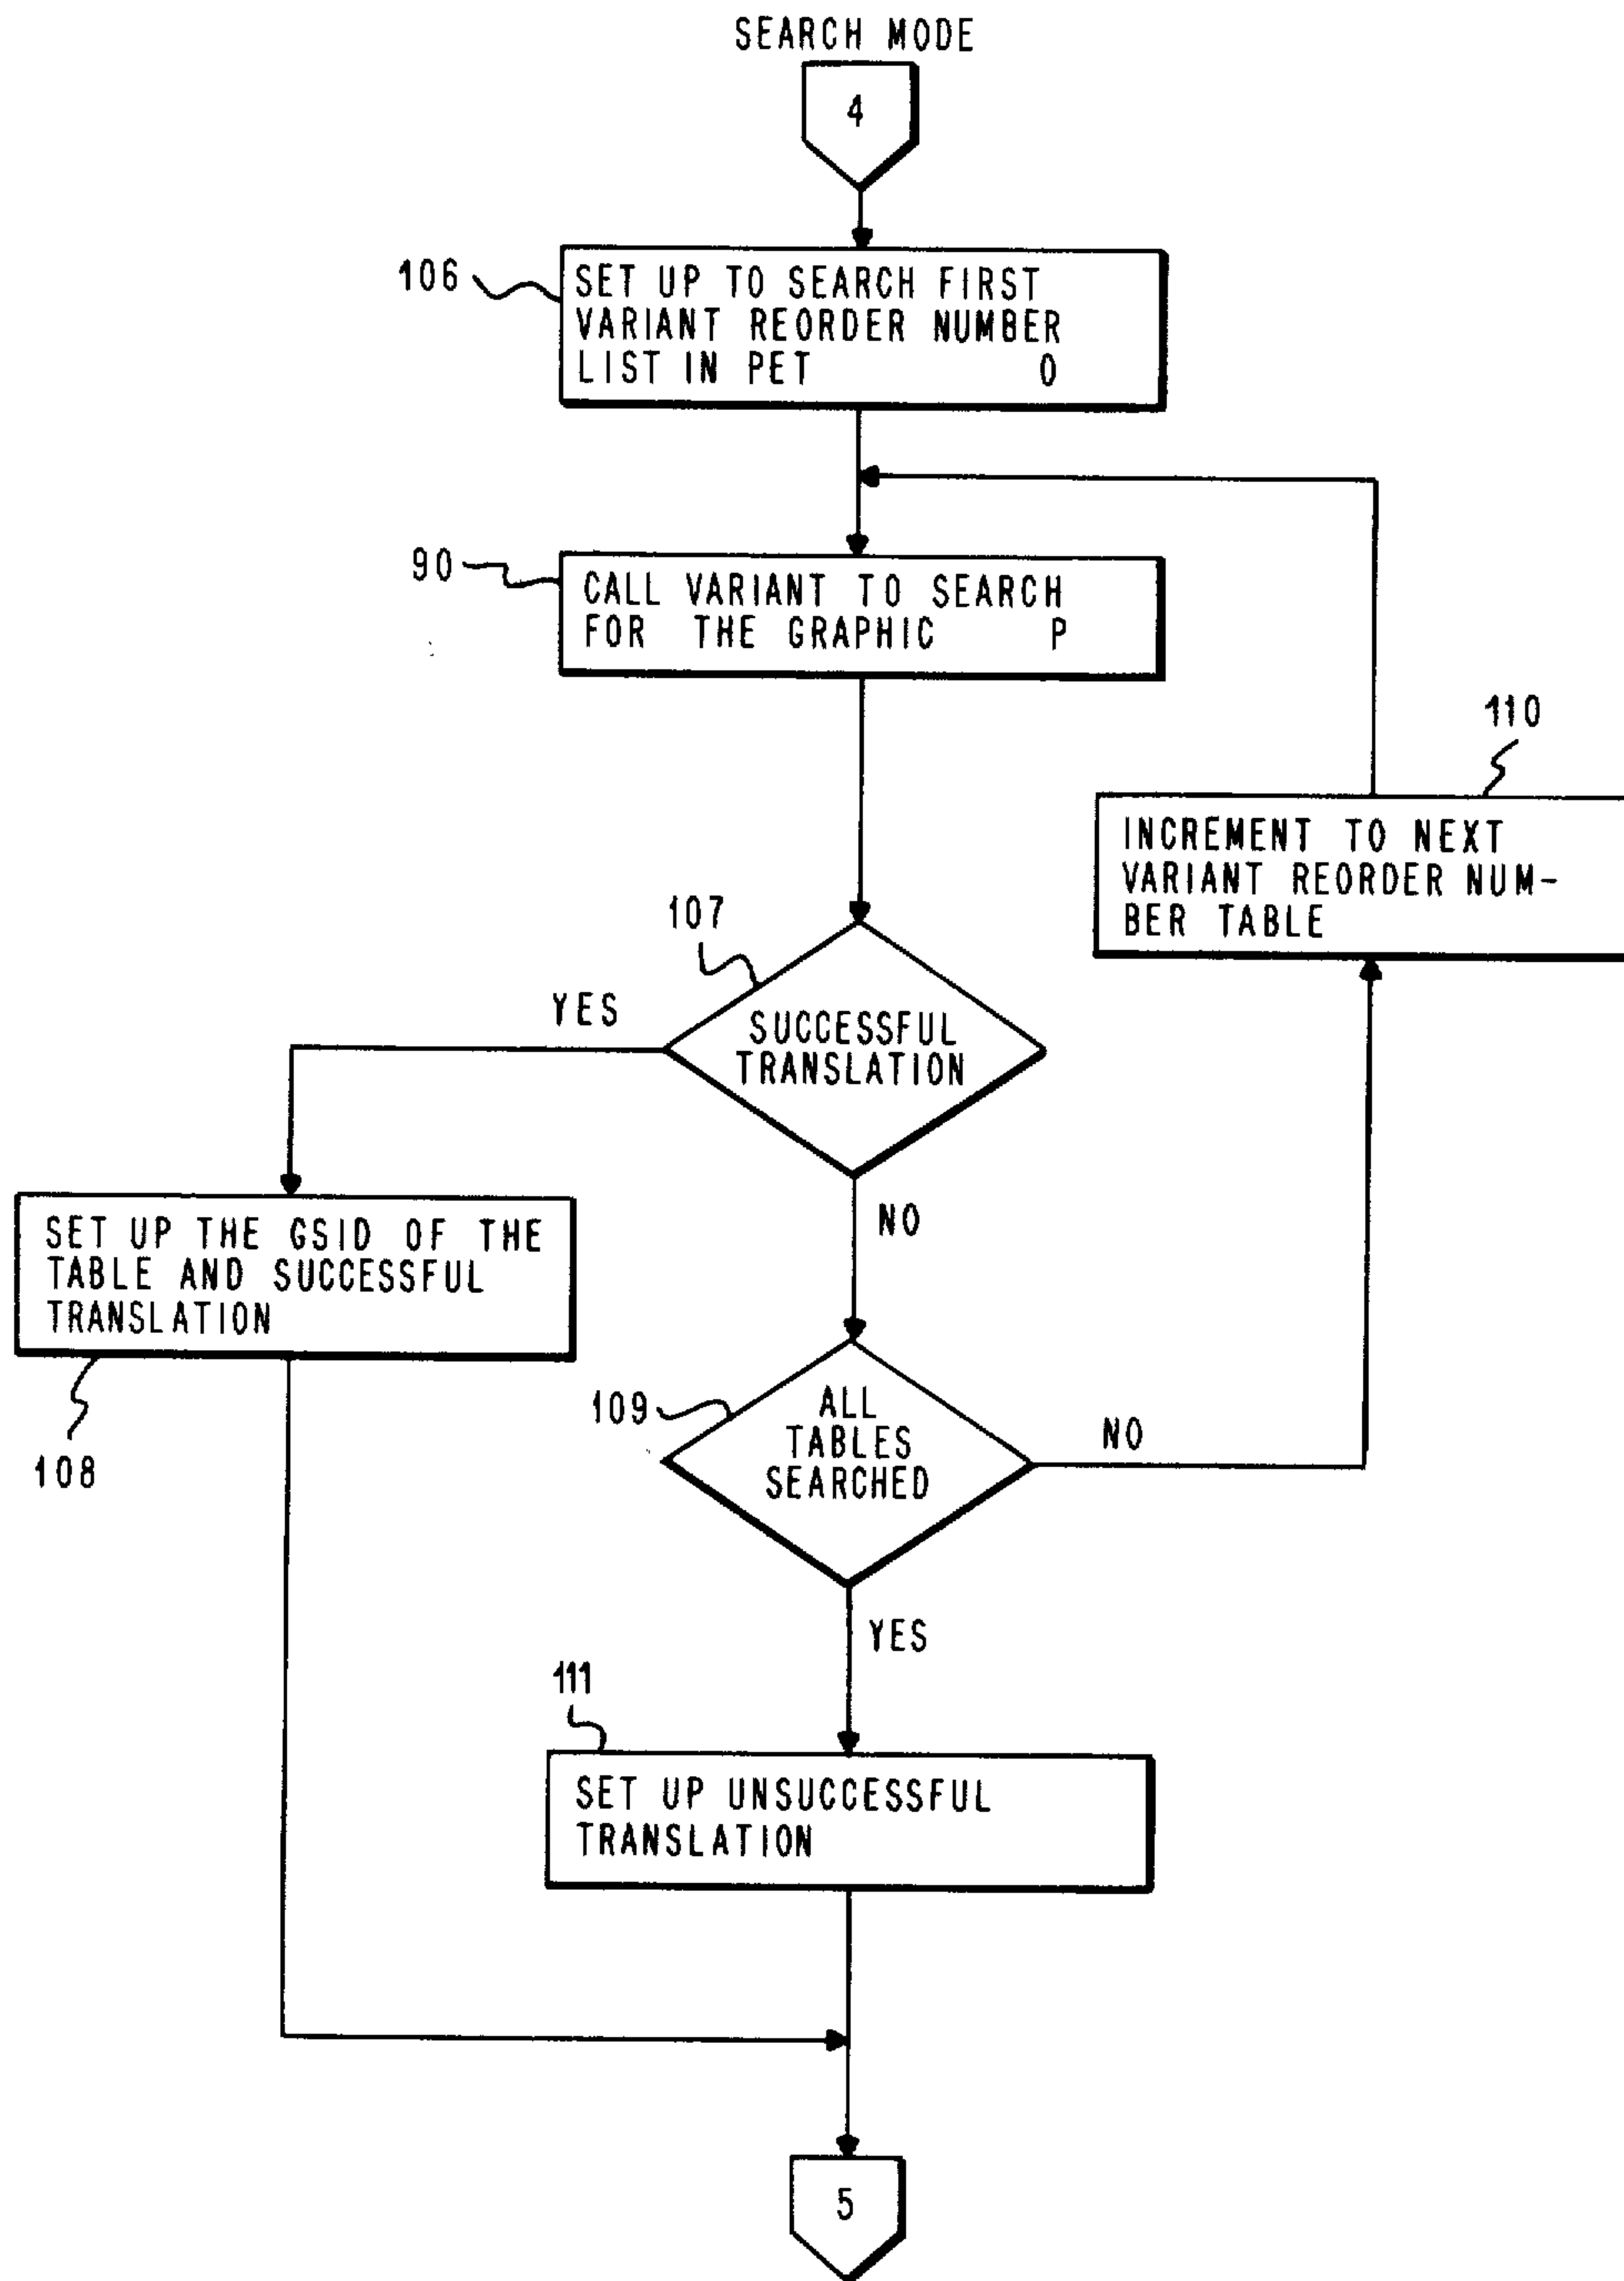 SEARCH MODE
4
106
SET UP TO SEARCH FIRST
VARIANT REORDER NUMBER
LIST IN PET O
90
CALL VARIANT TO SEARCH
FOR THE GRAPHIC P
110
INCREMENT TO NEXT
VARIANT REORDER NUM-
BER TABLE
107
YES
SUCCESSFUL
TRANSLATION
NO
SET UP THE GSID OF THE
TABLE AND SUCCESSFUL
TRANSLATION
108
109
ALL
TABLES
SEARCHED
NO
YES
111
SET UP UNSUCCESSFUL
TRANSLATION
5